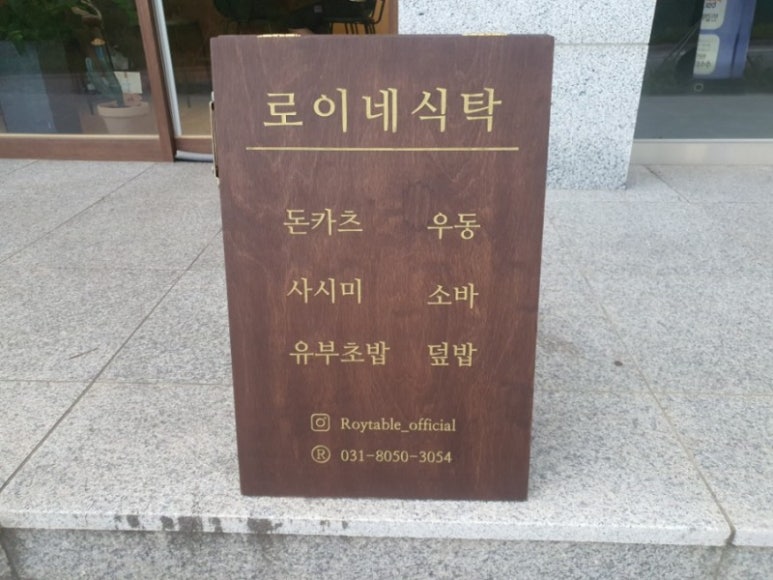 로이네식탁
돈카츠 우동
사시미 소바
유부초밥 덮밥
Roytable_official
Ⓡ 031-8050-3054